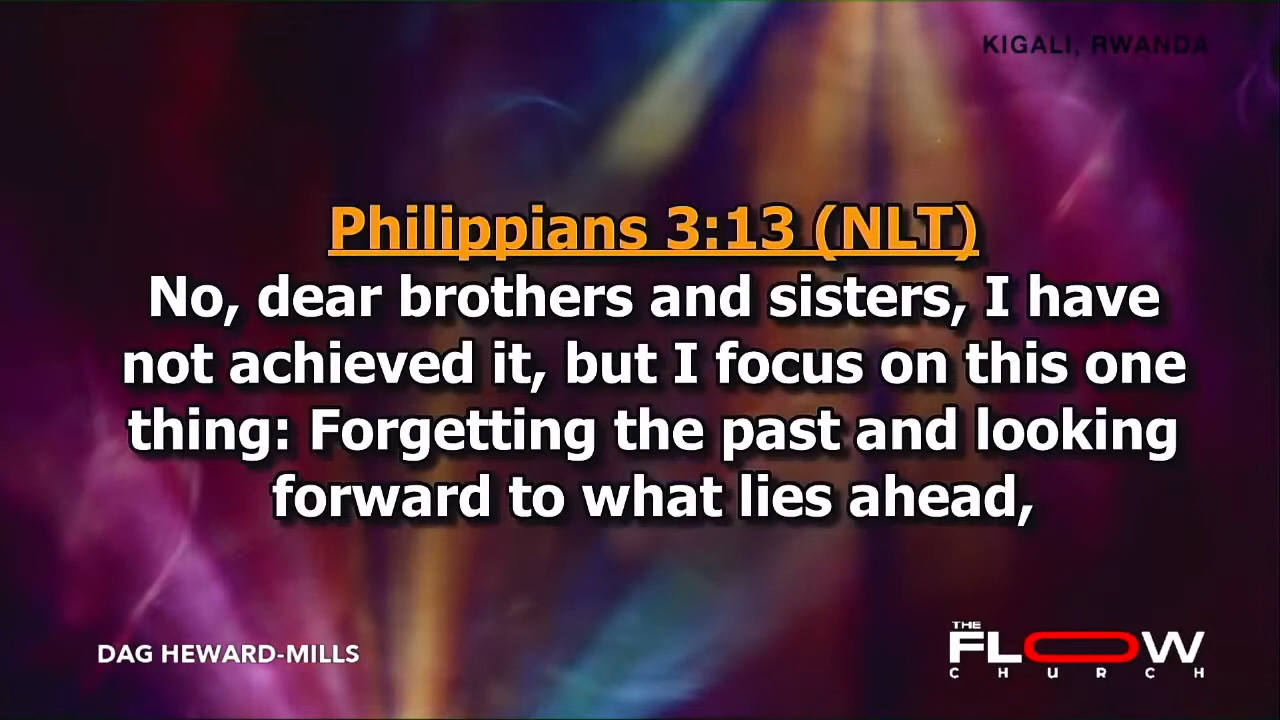 KIGALI, RWANDA
Philippians 3:13 (NLT)
No, dear brothers and sisters, I have
not achieved it, but I focus on this one
thing: Forgetting the past and looking
forward to what lies ahead,
DAG HEWARD-MILLS
THE
FLOW
CHURCH